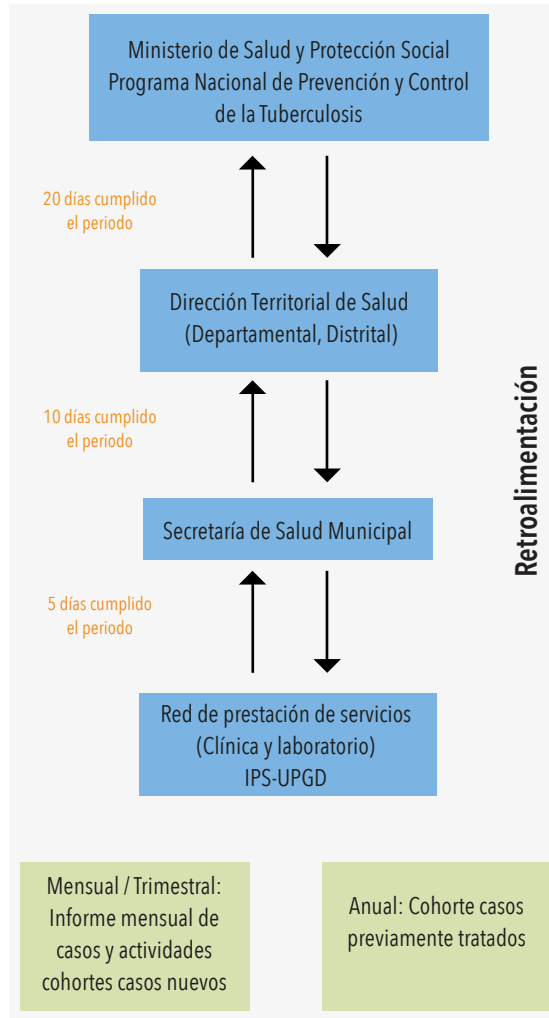 Ministerio de Salud y Protección Social
Programa Nacional de Prevención y Control
de la Tuberculosis
20 días cumplido
el periodo
Dirección Territorial de Salud
(Departamental, Distrital)
10 días cumplido
el periodo
Retroalimentación
Secretaría de Salud Municipal
5 días cumplido
el periodo
Red de prestación de servicios
(Clínica y laboratorio)
IPS-UPGD
Mensual / Trimestral:
Informe mensual de
casos y actividades
cohortes casos nuevos
Anual: Cohorte casos
previamente tratados